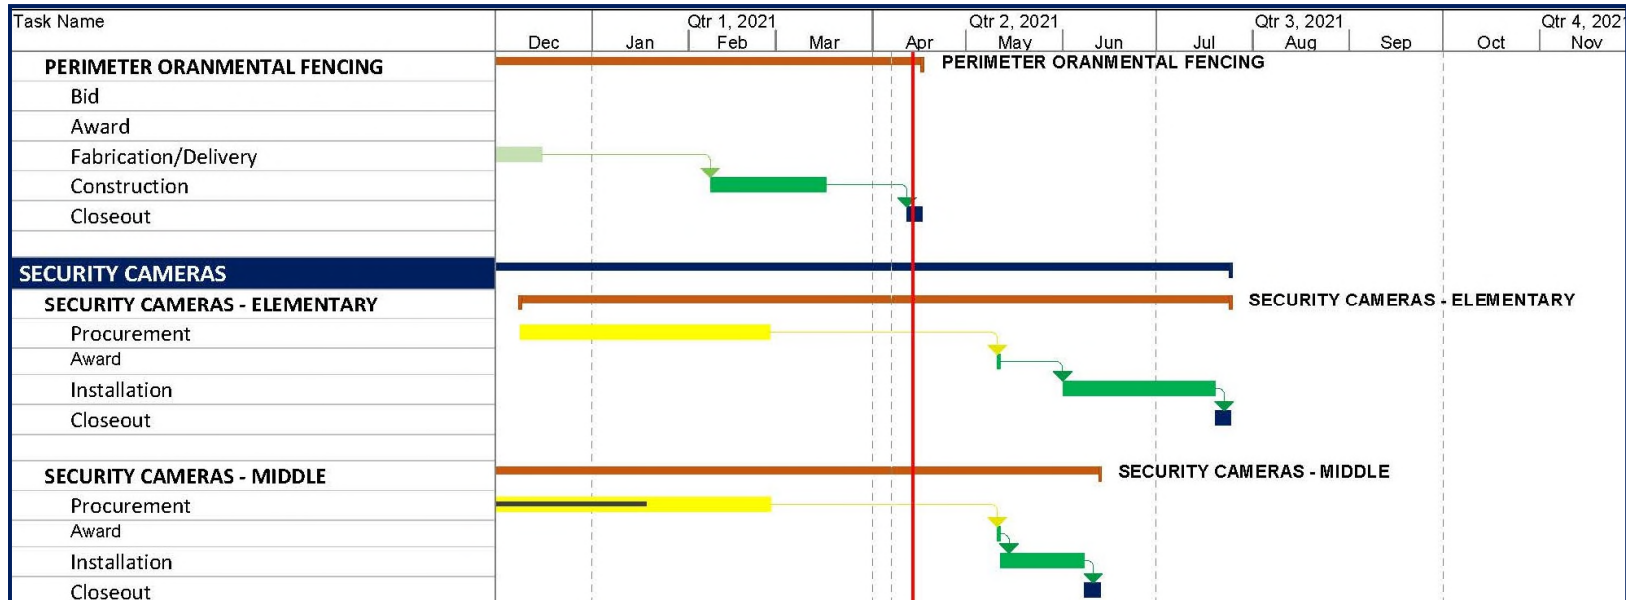 Task Name
Qtr 1, 2021 Qtr 2, 2021 Qtr 3, 2021 Qtr 4, 2021
Dec Jan Feb Mar Apr May Jun Jul Aug Sep Oct Nov
PERIMETER ORANMENTAL FENCING PERIMETER ORANMENTAL FENCING
Bid
Award
Fabrication/Delivery
Construction
Closeout
SECURITY CAMERAS
SECURITY CAMERAS - ELEMENTARY SECURITY CAMERAS - ELEMENTARY
Procurement
Award
Installation
Closeout
SECURITY CAMERAS - MIDDLE SECURITY CAMERAS - MIDDLE
Procurement
Award
Installation
Closeout